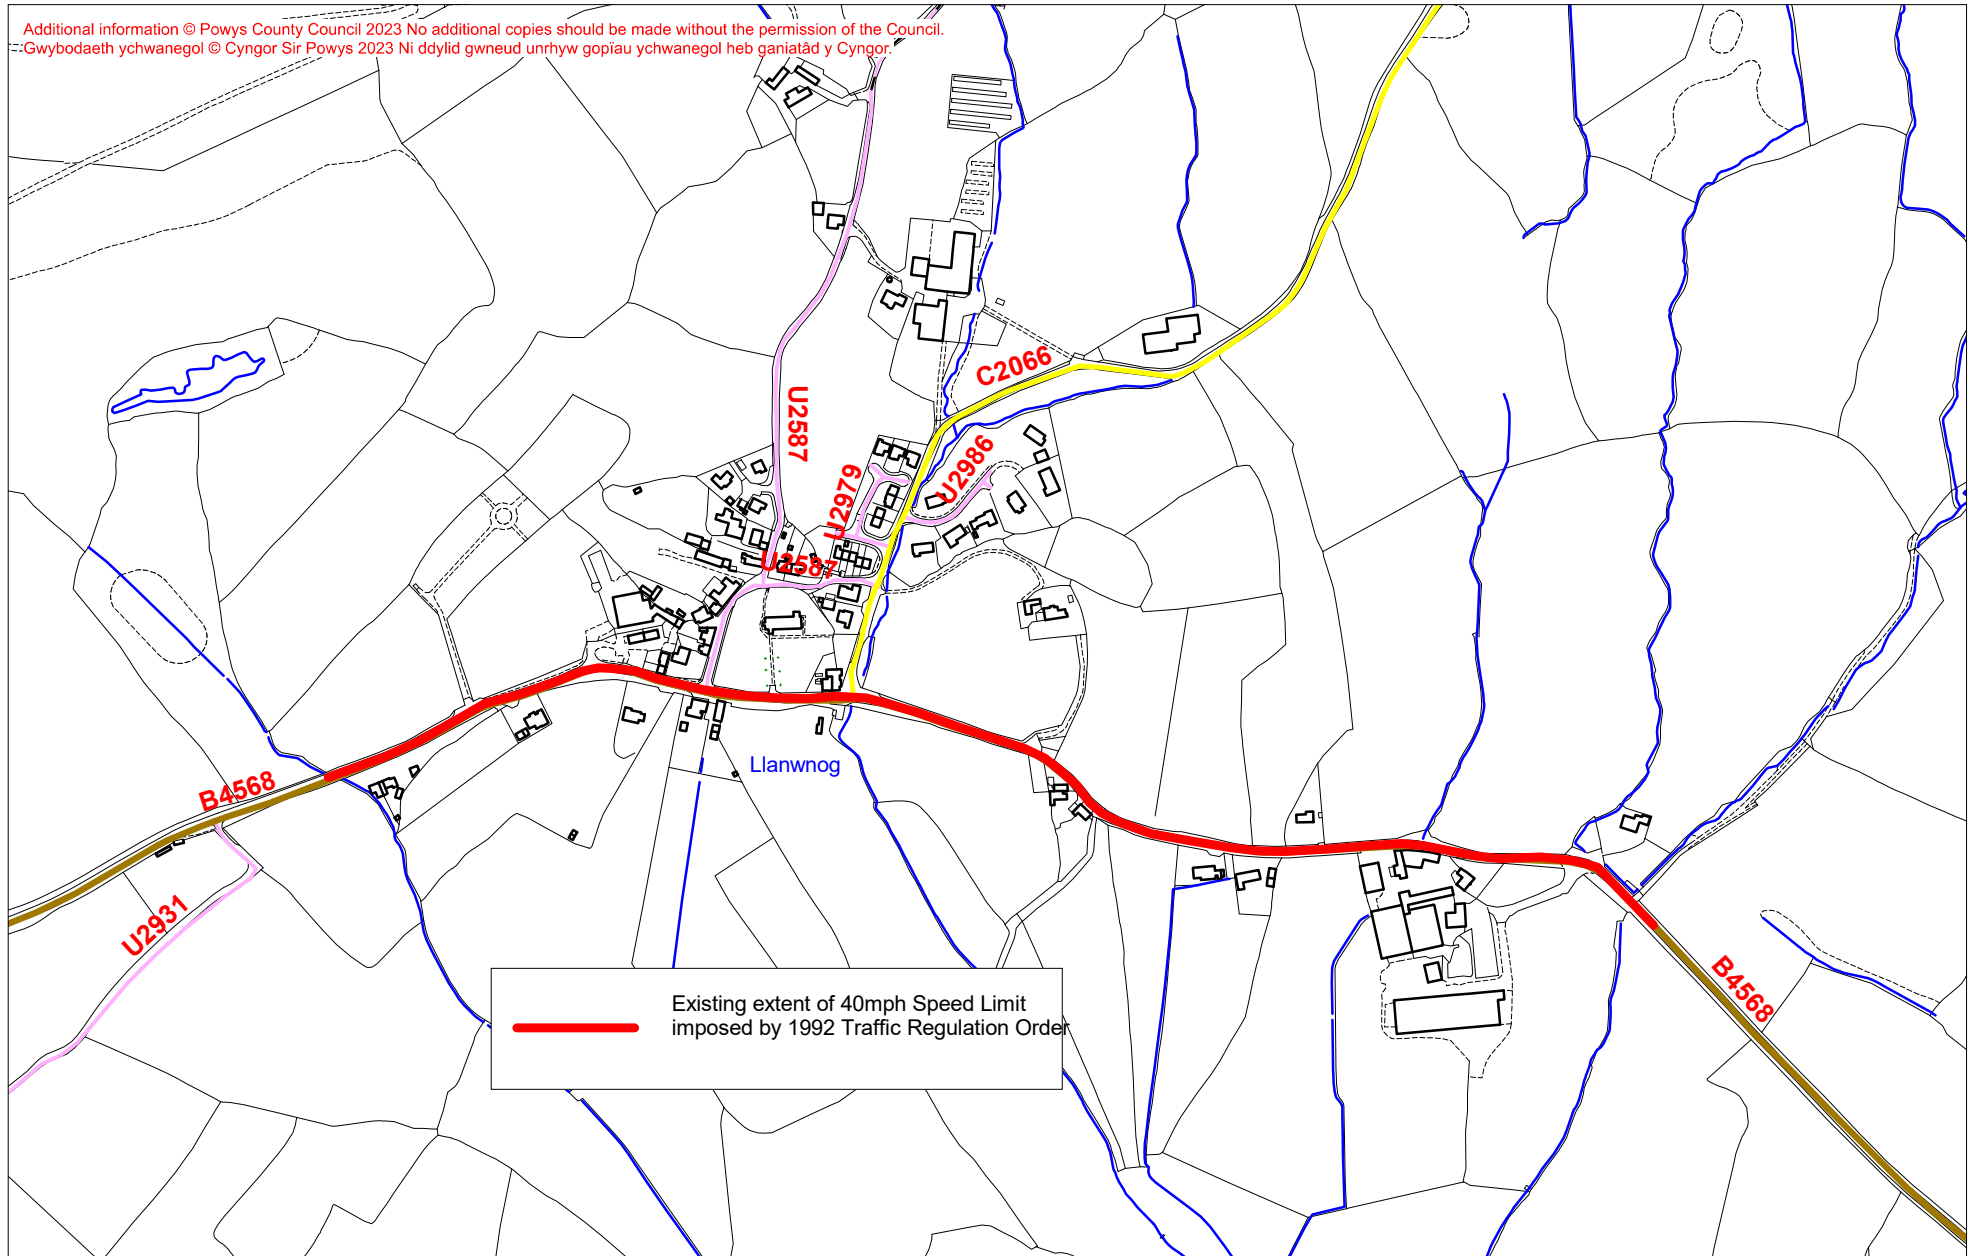 Additional information © Powys County Council 2023 No additional copies should be made without the permission of the Council.
Gwybodaeth ychwanegol © Cyngor Sir Powys 2023 Ni ddylid gwneud unrhyw gopïau ychwanegol heb ganiatâd y Cyngor.
C2066
U2587
U2986
U2979
U2587
Llanwnog
B4568
U2931
B4568
Existing extent of 40mph Speed Limit
imposed by 1992 Traffic Regulation Order